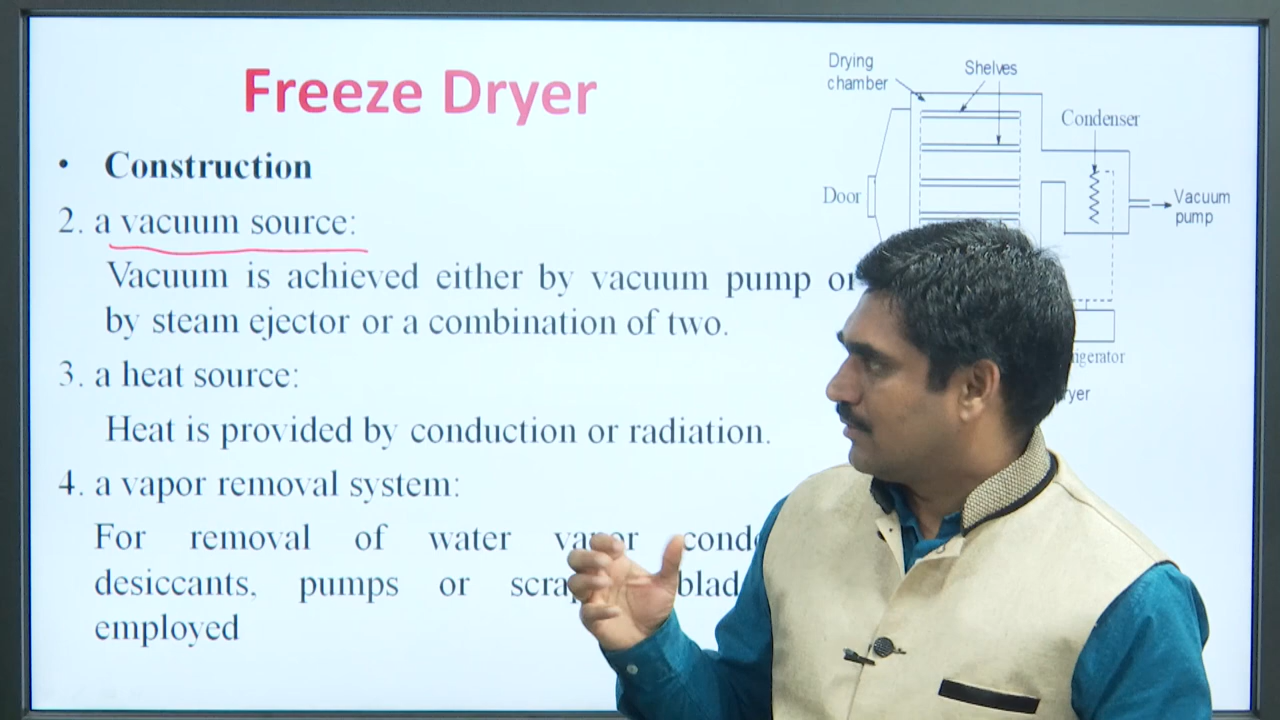 Freeze Dryer
• Construction
2. a vacuum source:
Vacuum is achieved either by vacuum pump or
by steam ejector or a combination of two.
3. a heat source:
Heat is provided by conduction or radiation.
4. a vapor removal system:
For removal of water vapor
desiccants, pumps or
employed
Drying
chamber
Shelves
Condenser
Door
Vacuum
pump